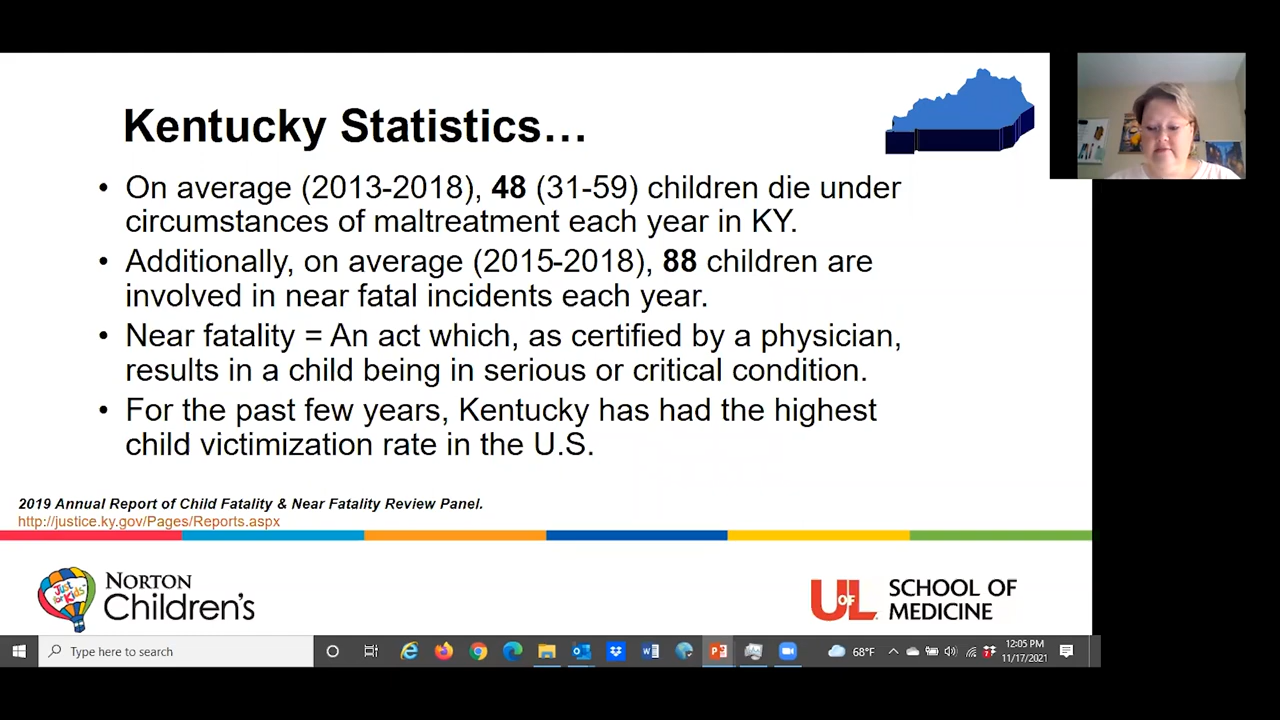 Kentucky Statistics…
• On average (2013-2018), 48 (31-59) children die under
circumstances of maltreatment each year in KY.
• Additionally, on average (2015-2018), 88 children are
involved in near fatal incidents each year.
• Near fatality = An act which, as certified by a physician,
results in a child being in serious or critical condition.
• For the past few years, Kentucky has had the highest
child victimization rate in the U.S.
2019 Annual Report of Child Fatality & Near Fatality Review Panel.
http://justice.ky.gov/Pages/Reports.aspx
Just for Kids
NORTON
Children's
UofL
SCHOOL OF
MEDICINE
Type here to search
68°F
12:05 PM
11/17/2021